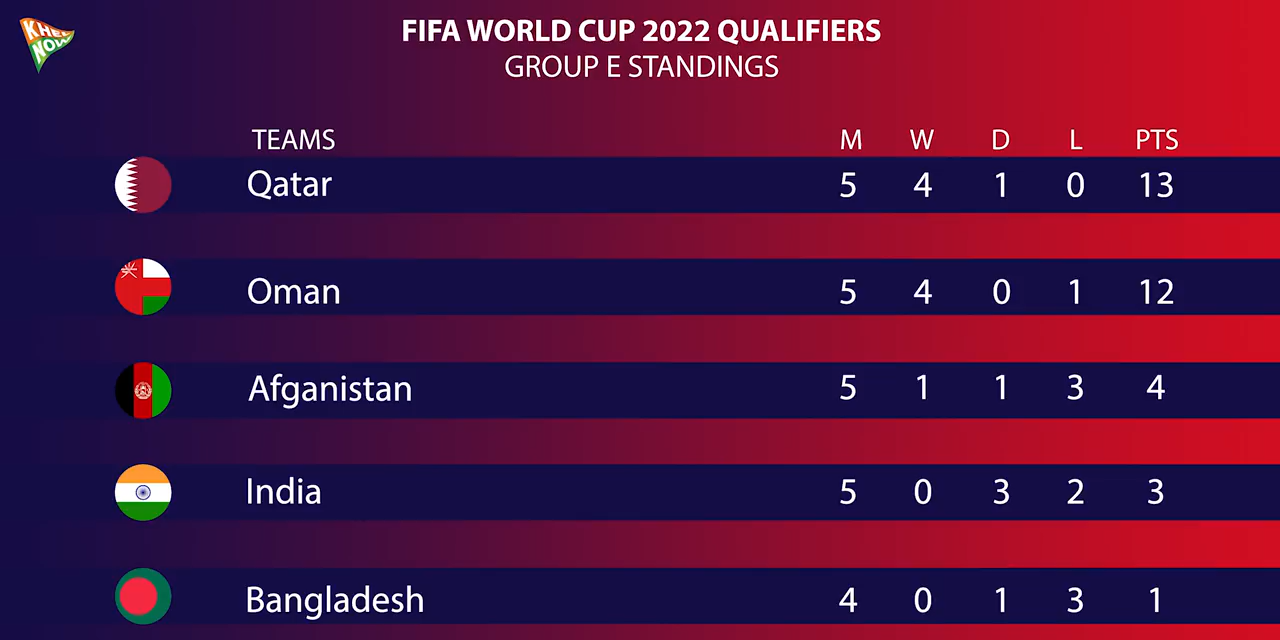 KHEL
NOW
FIFA WORLD CUP 2022 QUALIFIERS
GROUP E STANDINGS
TEAMS M W D L PTS
Qatar 5 4 1 0 13
Oman 5 4 0 1 12
Afganistan 5 1 1 3 4
India 5 0 3 2 3
Bangladesh 4 0 1 3 1